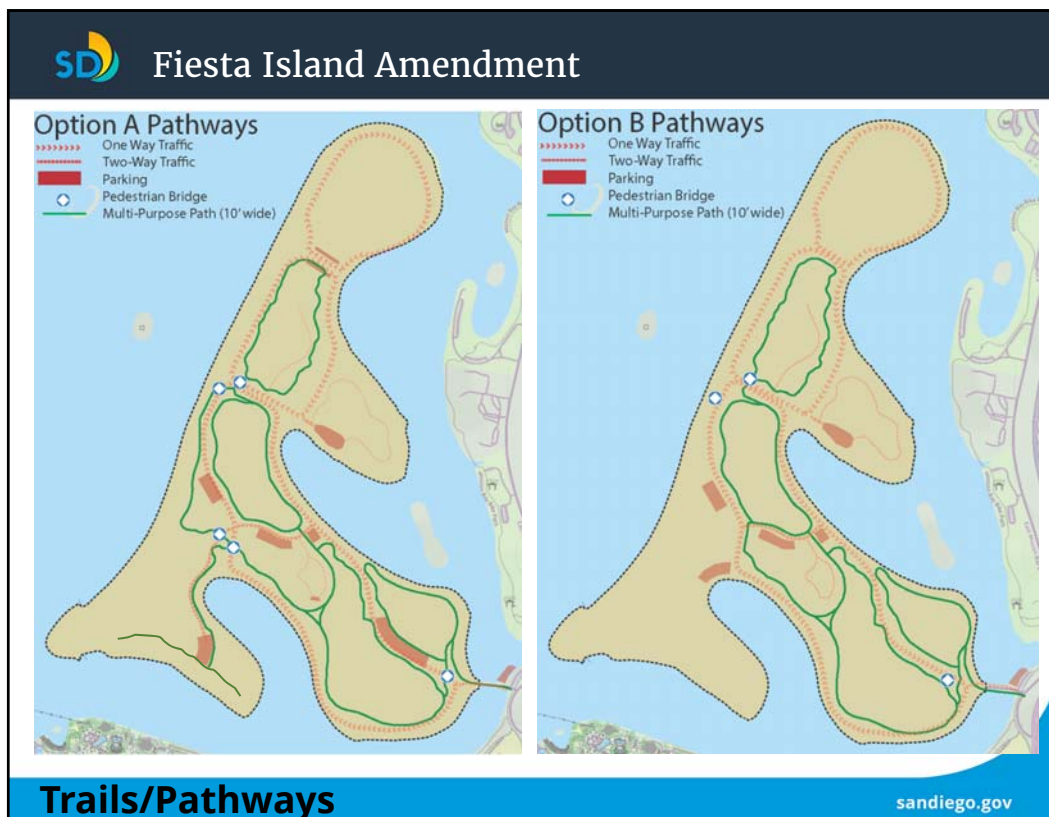 SD
Fiesta Island Amendment
Option A Pathways
One Way Traffic
Two-Way Traffic
Parking
Pedestrian Bridge
Multi-Purpose Path (10' wide)
Option B Pathways
One Way Traffic
Two-Way Traffic
Parking
Pedestrian Bridge
Multi-Purpose Path (10' wide)
Trails/Pathways
sandiego.gov